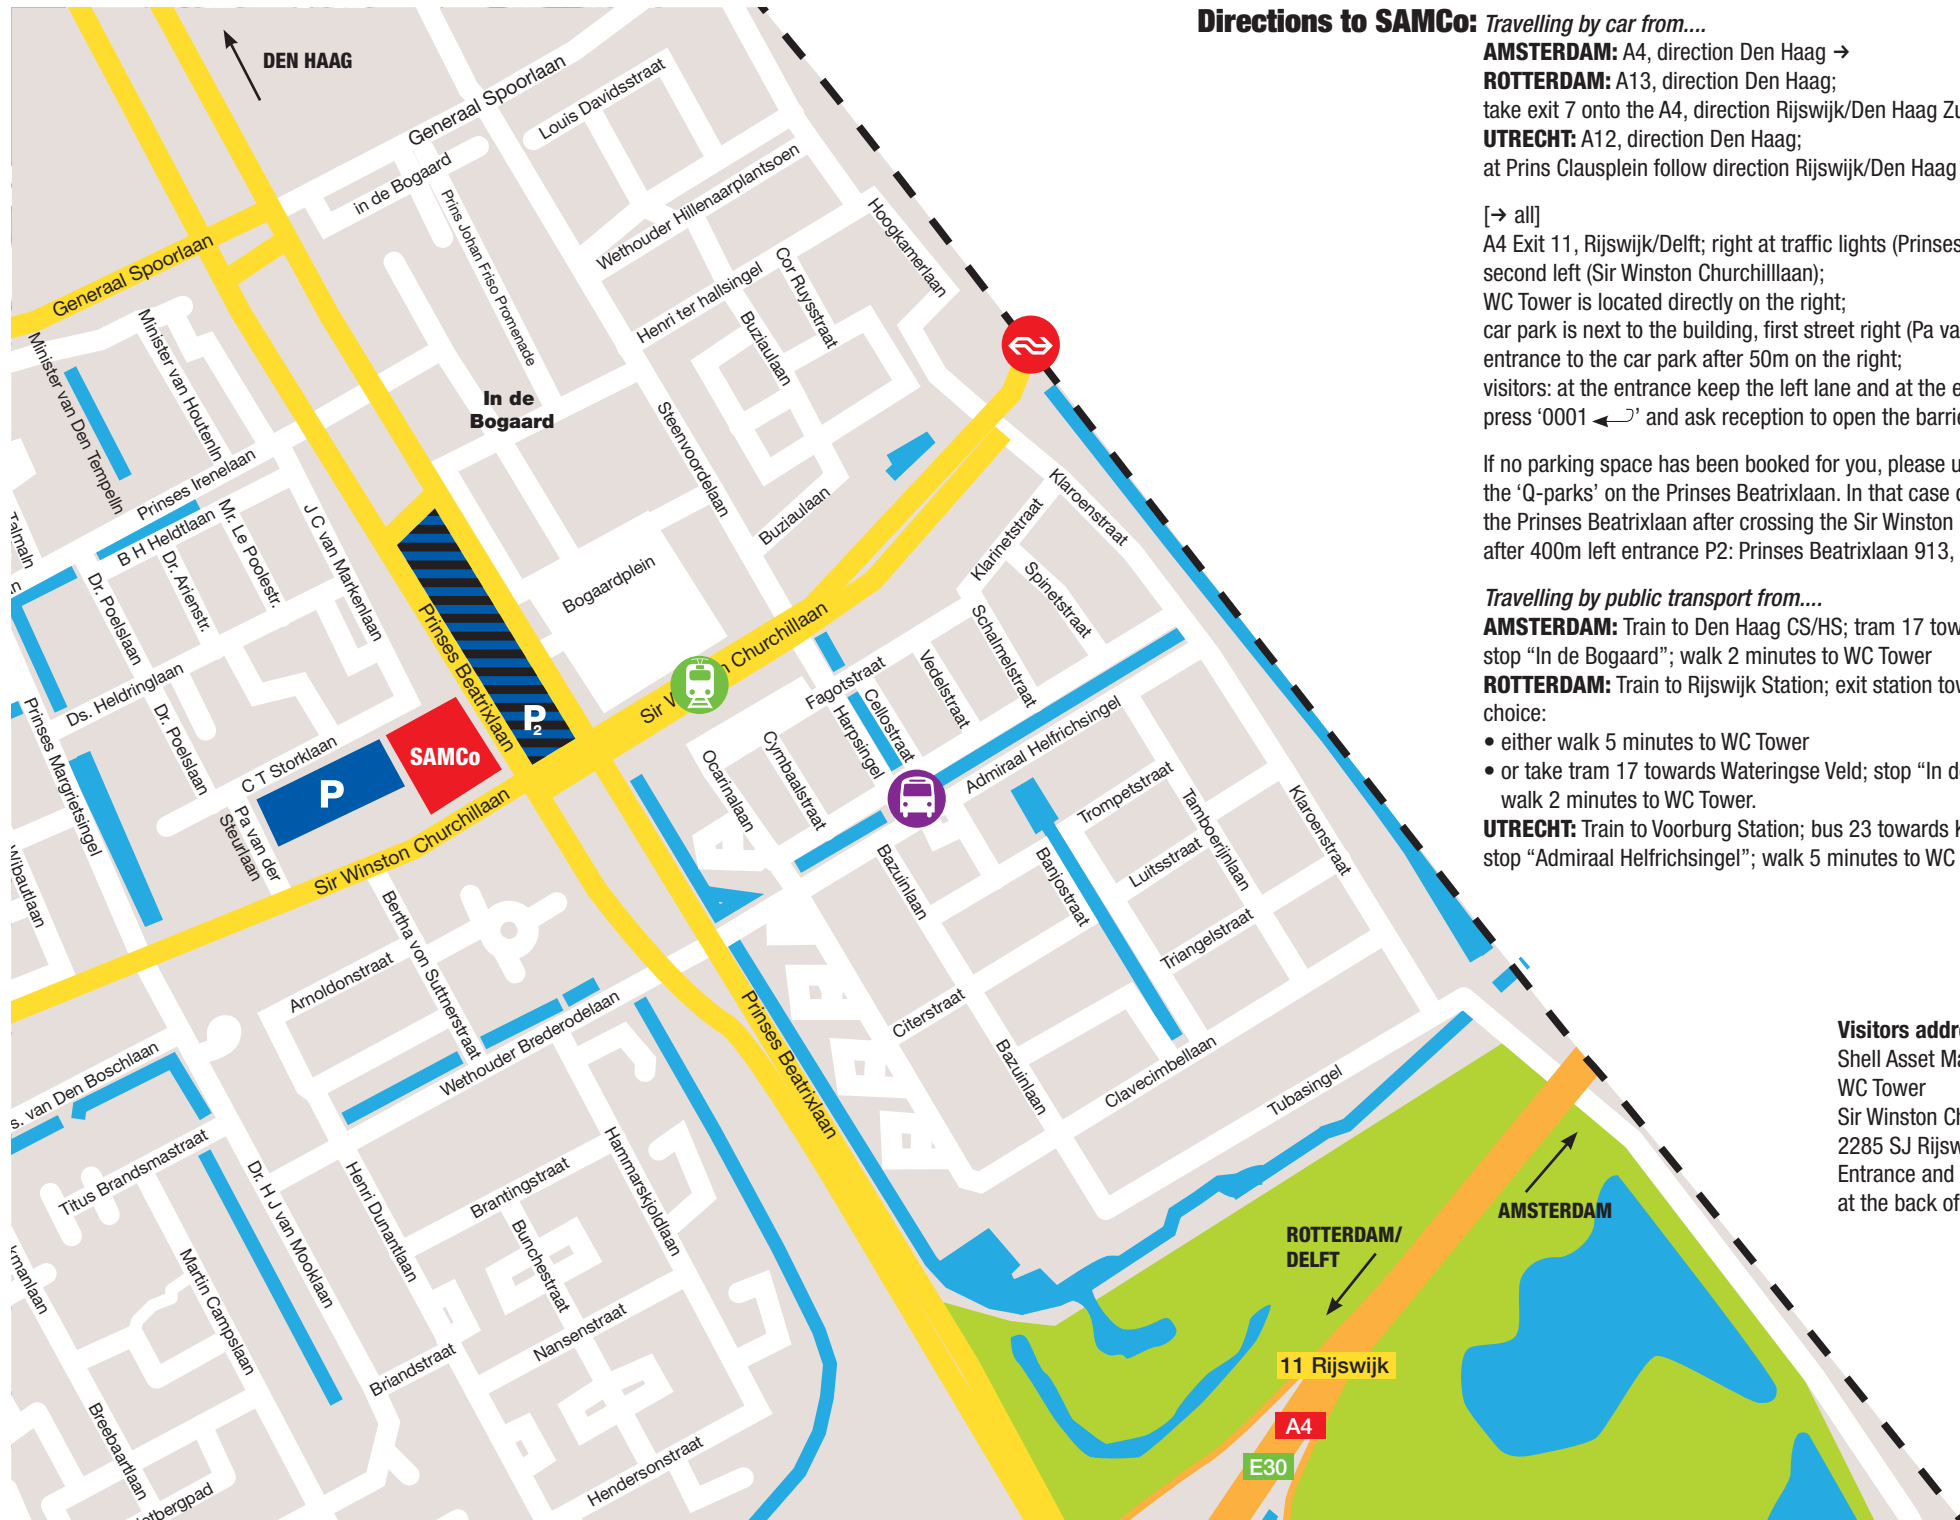 Directions to SAMCo: Travelling by car from....
AMSTERDAM: A4, direction Den Haag →
ROTTERDAM: A13, direction Den Haag;
take exit 7 onto the A4, direction Rijswijk/Den Haag
UTRECHT: A12, direction Den Haag;
at Prins Clausplein follow direction Rijswijk/Den Haag
[→ all]
A4 Exit 11, Rijswijk/Delft; right at traffic lights
second left (Sir Winston Churchilllaan);
WC Tower is located directly on the right;
car park is next to the building, first street right (Pa
entrance to the car park after 50m on the right;
visitors: at the entrance keep the left lane and at the
press ‘0001 ’ and ask reception to open the
If no parking space has been booked for you, please
the ‘Q-parks’ on the Prinses Beatrixlaan. In that case
the Prinses Beatrixlaan after crossing the Sir Winston
after 400m left entrance P2: Prinses Beatrixlaan 913,
Travelling by public transport from....
AMSTERDAM: Train to Den Haag CS/HS; tram 17
stop “In de Bogaard”; walk 2 minutes to WC Tower
ROTTERDAM: Train to Rijswijk Station; exit station
choice:
• either walk 5 minutes to WC Tower
• or take tram 17 towards Wateringse Veld; stop “In
walk 2 minutes to WC Tower.
UTRECHT: Train to Voorburg Station; bus 23 towards
stop “Admiraal Helfrichsingel”; walk 5 minutes to WC
Visitors
Shell Asset
WC Tower
Sir Winston
2285 SJ
Entrance and
at the back of
DEN HAAG
Generaal Spoorlaan
Louis Davidsstraat
in de Bogaard
Prins Johan Friso Promenade
Wethouder Hillenaarplantsoen
Hoogkamerlaan
Generaal Spoorlaan
Henri ter hallsingel
Cor Ruysstraat
Buziaulaan
Minister van Den Tempelln
Minister van Houtenln
In de
Bogaard
Steenvoordelaan
Prinses Irenelaan
B H Heldtlaan
Mr. Le Poolestr.
J C van Markenlaan
Buziaulaan
Klaroenstraat
Klarinetstraat
Dr. Arienstr.
Dr. Poelslaan
Bogaardplein
Spinetstraat
Prinses Beatrixlaan
Schalmelstraat
Sir Churchillaan
Vedelstraat
Fagotstraat
Cellostraat
Harpsingel
Ds. Heldringlaan
Dr. Poelslaan
Prinses Margrietsingel
C T Storklaan
SAMCo
P
P2
Pa van der
Steurlaan
Sir Winston Churchillaan
Ocarinalaan
Cymbaalstraat
Admiraal Helfrichsingel
Trompetstraat
Tamboerijnlaan
Klaroenstraat
Luitsstraat
Banjostraat
Bazuinlaan
Triangelstraat
Wibautlaan
Bertha von Suttnerstraat
Arnoldonstraat
Wethouder Brederodelaan
Prinses Beatrixlaan
Citerstraat
Bazuinlaan
Clavecimbellaan
Tubasingel
van Den Boschlaan
Titus Brandsmastraat
Dr. H J van Mooklaan
Henri Dunantlaan
Brantingstraat
Hammarskjoldlaan
Bunchestraat
Nansenstraat
Martin Campslaan
Briandstraat
Breebaartlaan
Hendersonstraat
ROTTERDAM/
DELFT
AMSTERDAM
11 Rijswijk
A4
E30